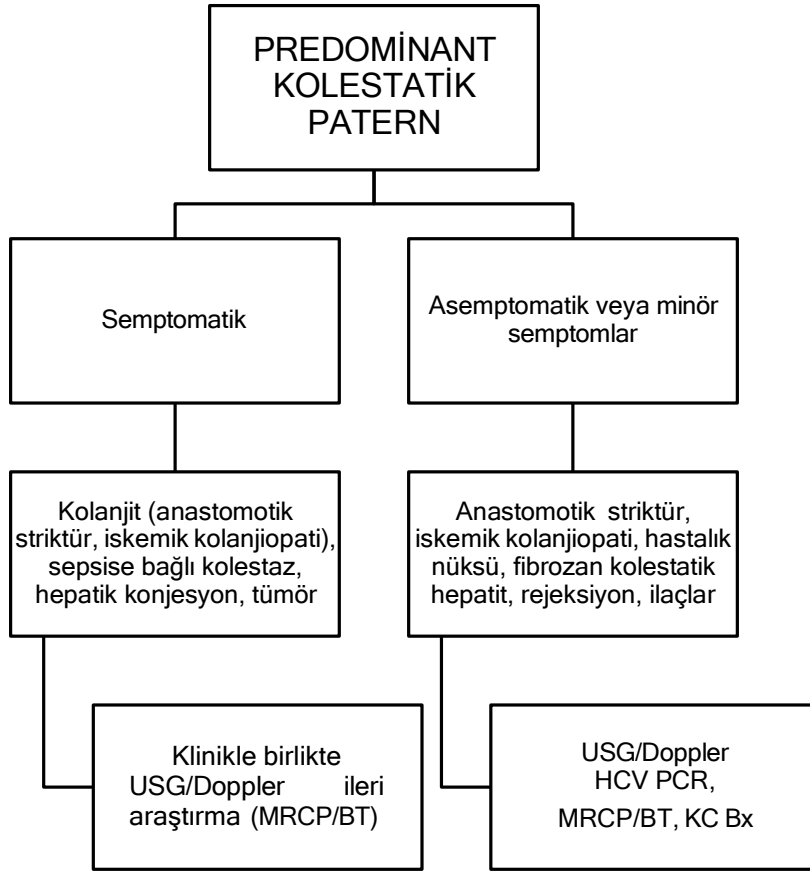 PREDOMİNANT
KOLESTATİK
PATERN
Semptomatik
Asemptomatik veya minör
semptomlar
Kolanjit (anastomotik
striktür, iskemik kolanjiopati),
sepsise bağlı kolestaz,
hepatik konjesyon, tümör
Anastomotik striktür,
iskemik kolanjiopati, hastalık
nüksü, fibrozan kolestatik
hepatit, rejeksiyon, ilaçlar
Klinikle birlikte
USG/Doppler ileri
araştırma (MRCP/BT)
USG/Doppler
HCV PCR,
MRCP/BT, KC Bx